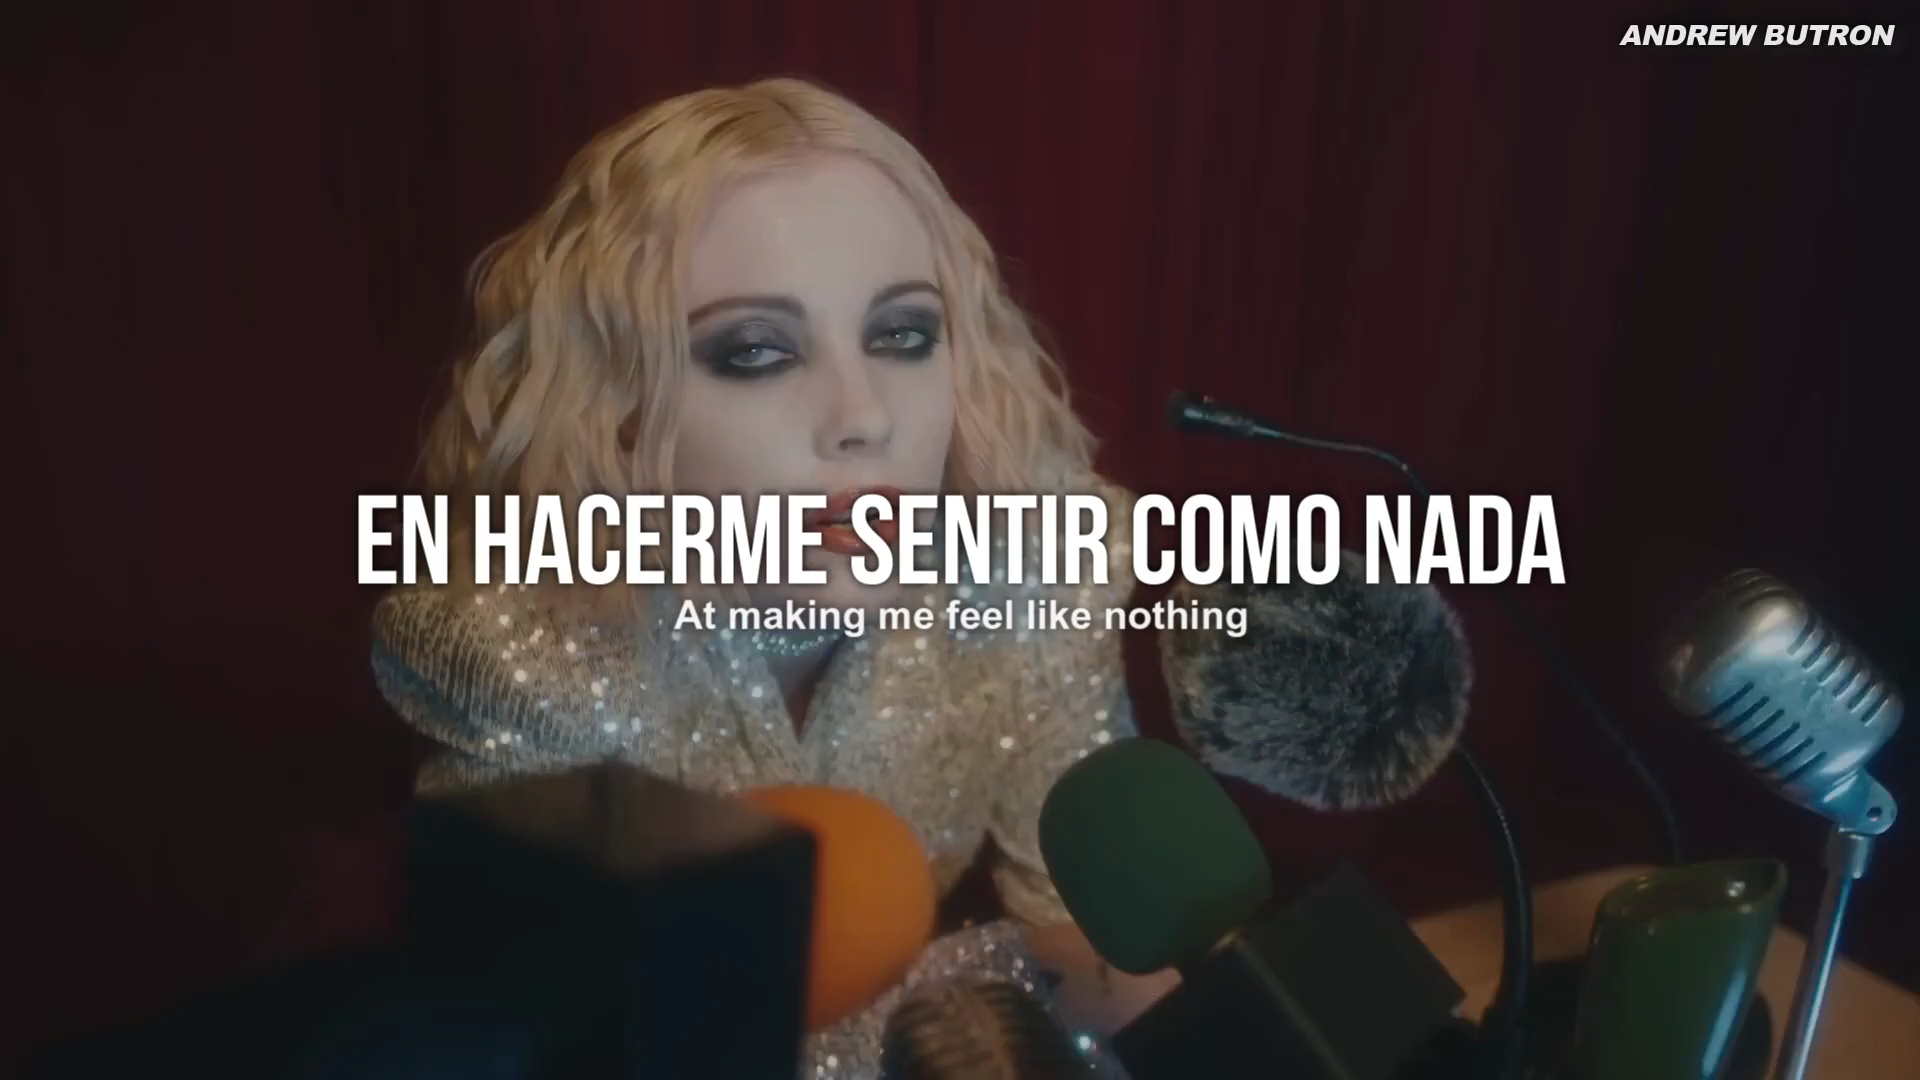 ANDREW BUTRON
EN HACERME SENTIR COMO NADA
At making me feel like nothing